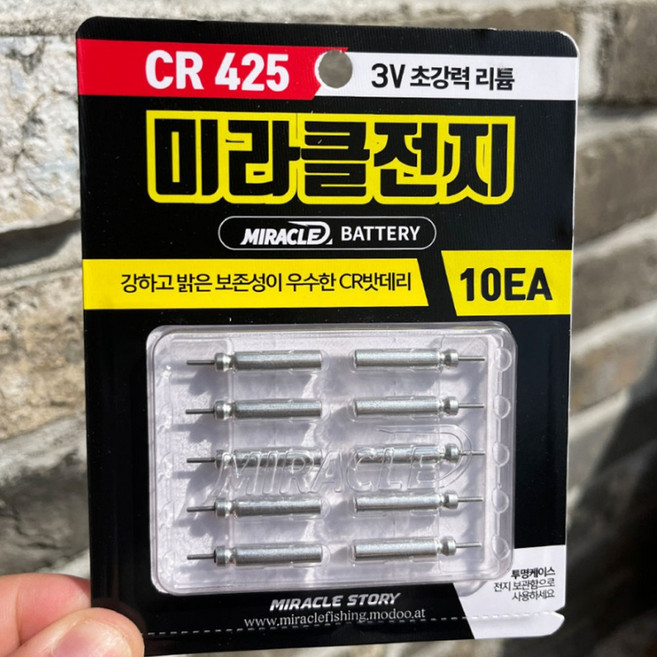 CR 425
3V 초강력 리튬
미라클전지
MIRACLE BATTERY
강하고 밝은 보존성이 우수한 CR밧데리
10EA
MIRACLE
투명케이스
전지 보관함으로
사용하세요
MIRACLE STORY
www.miraclefishing.modoo.at